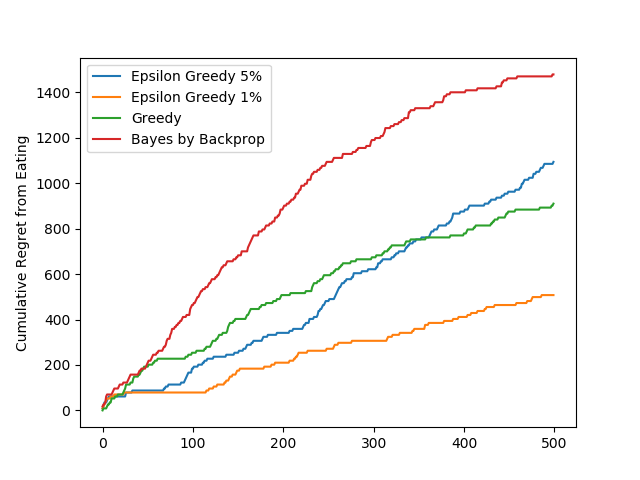 Epsilon Greedy 5%
Epsilon Greedy 1%
Greedy
Bayes by Backprop
Cumulative Regret from Eating
1400
1200
1000
800
600
400
200
0
0 100 200 300 400 500